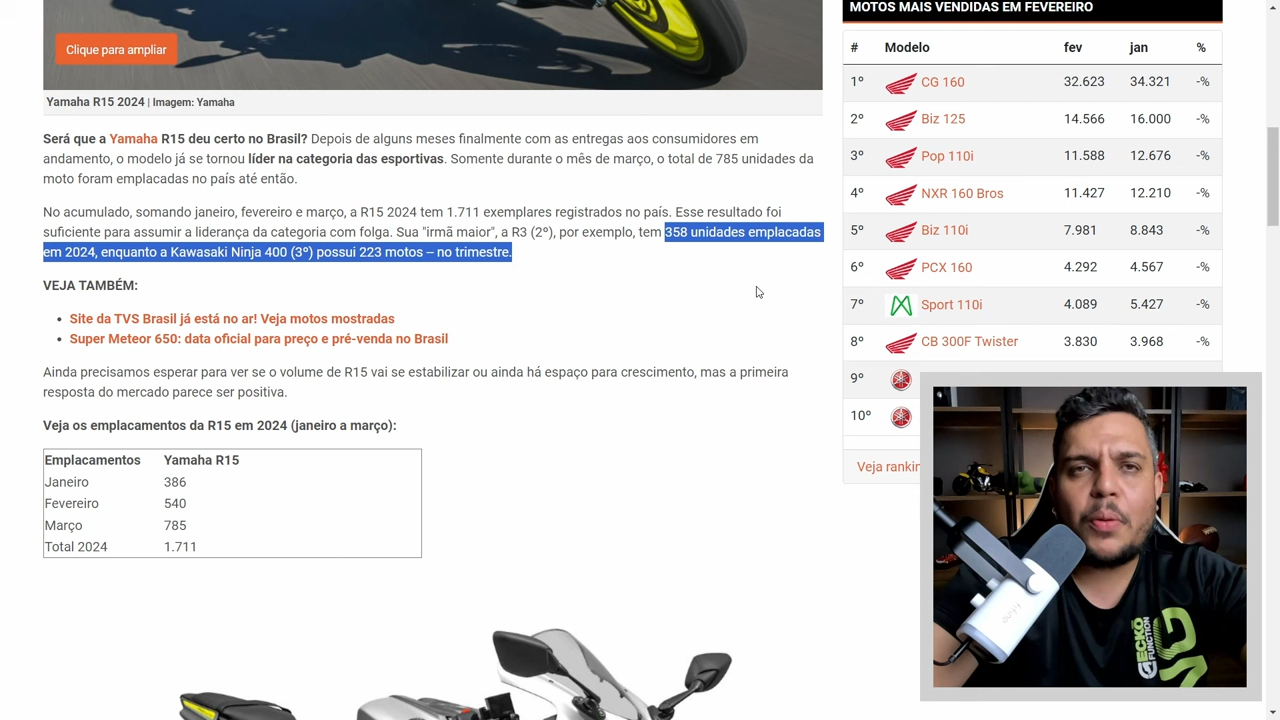 Clique para ampliar
Yamaha R15 2024 | Imagem: Yamaha
Será que a Yamaha R15 deu certo no Brasil? Depois de alguns meses finalmente com as entregas aos consumidores em
andamento, o modelo já se tornou líder na categoria das esportivas. Somente durante o mês de março, o total de 785 unidades da
moto foram emplacadas no país até então.
No acumulado, somando janeiro, fevereiro e março, a R15 2024 tem 1.711 exemplares registrados no país. Esse resultado foi
suficiente para assumir a liderança da categoria com folga. Sua "irmã maior", a R3 (2º), por exemplo, tem 358 unidades emplacadas
em 2024, enquanto a Kawasaki Ninja 400 (3º) possui 223 motos – no trimestre.
VEJA TAMBÉM:
• Site da TVS Brasil já está no ar! Veja motos mostradas
• Super Meteor 650: data oficial para preço e pré-venda no Brasil
Ainda precisamos esperar para ver se o volume de R15 vai se estabilizar ou ainda há espaço para crescimento, mas a primeira
resposta do mercado parece ser positiva.
Veja os emplacamentos da R15 em 2024 (janeiro a março):
Emplacamentos Yamaha R15
Janeiro 386
Fevereiro 540
Março 785
Total 2024 1.711
MOTOS MAIS VENDIDAS EM FEVEREIRO
# Modelo fev jan %
1º CG 160 32.623 34.321 -%
2º Biz 125 14.566 16.000 -%
3º Pop 110i 11.588 12.676 -%
4º NXR 160 Bros 11.427 12.210 -%
5º Biz 110i 7.981 8.843 -%
6º PCX 160 4.292 4.567 -%
7º Sport 110i 4.089 5.427 -%
8º CB 300F Twister 3.830 3.968 -%
9º
10º
Veja rankin
GECKO
FUNCTION